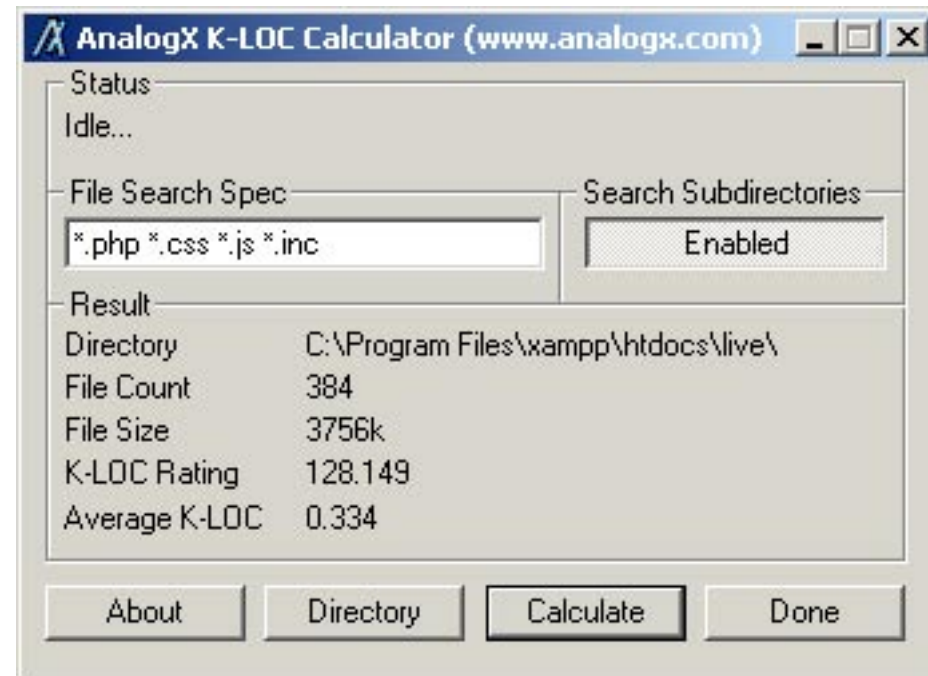 AnalogX K-LOC Calculator (www.analogx.com)
Status
Idle...
File Search Spec
*.php *.css *.js *.inc
Search Subdirectories
Enabled
Result
Directory C:\Program Files\xampp\htdocs\live\
File Count 384
File Size 3756k
K-LOC Rating 128.149
Average K-LOC 0.334
About Directory Calculate Done